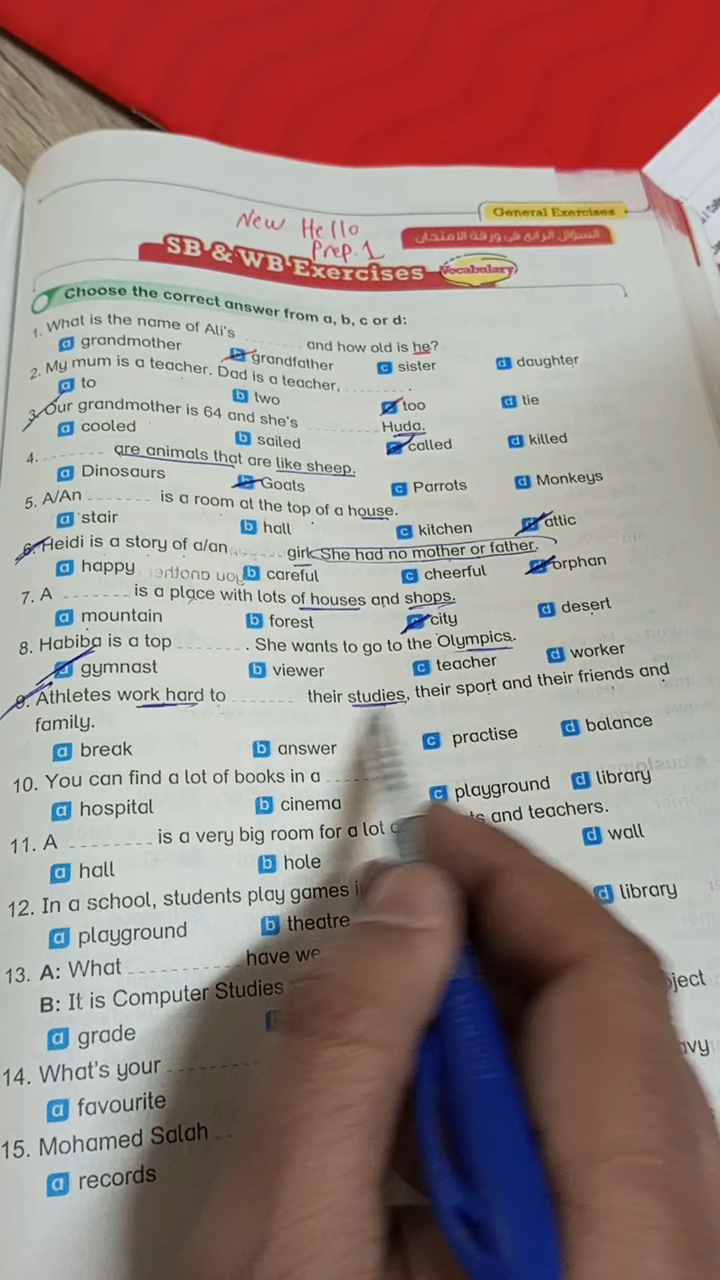 General Exercises
السؤال الرابع فى ورقة الامتحان
New Hello
Prep. 1
SB & WB Exercises Vocabulary
Choose the correct answer from a, b, c or d:
1. What is the name of Ali's ........ and how old is he?
a grandmother b grandfather c sister d daughter
2. My mum is a teacher. Dad is a teacher, ........ .
a to b two c too d tie
3. Our grandmother is 64 and she's ........ Huda.
a cooled b sailed c called d killed
4. ........ are animals that are like sheep.
a Dinosaurs b Goats c Parrots d Monkeys
5. A/An ........ is a room at the top of a house.
a stair b hall c kitchen d attic
6. Heidi is a story of a/an ........ girl. She had no mother or father.
a happy b careful c cheerful d orphan
7. A ........ is a place with lots of houses and shops.
a mountain b forest c city d desert
8. Habiba is a top ........ . She wants to go to the Olympics.
a gymnast b viewer c teacher d worker
9. Athletes work hard to ........ their studies, their sport and their friends and
family.
a break b answer c practise d balance
10. You can find a lot of books in a ........
a hospital b cinema c playground d library
11. A ........ is a very big room for a lot and teachers.
a hall b hole d wall
12. In a school, students play games
a playground b theatre d library
13. A: What ........ have we
B: It is Computer Studies
a grade
14. What's your ........
a favourite
15. Mohamed Salah ........
a records